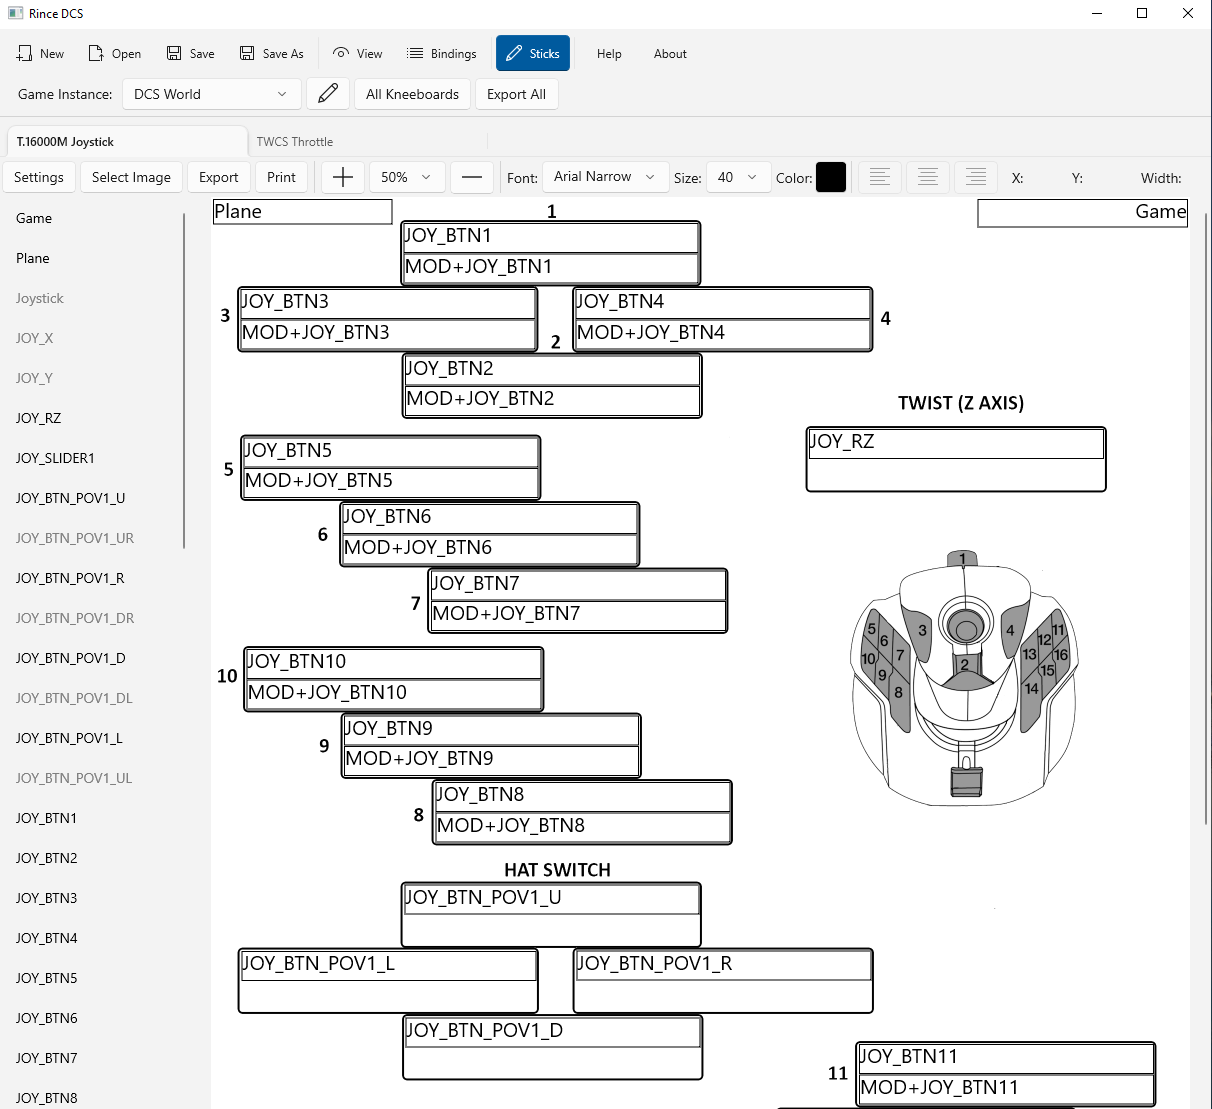 Rince DCS
New Open Save Save As View Bindings Sticks Help About
Game Instance: DCS World All Kneeboards Export All
T.16000M Joystick TWCS Throttle
Settings Select Image Export Print 50% Font: Arial Narrow Size: 40 Color: X: Y: Width:
Game
Plane
Joystick
JOY_X
JOY_Y
JOY_RZ
JOY_SLIDER1
JOY_BTN_POV1_U
JOY_BTN_POV1_UR
JOY_BTN_POV1_R
JOY_BTN_POV1_DR
JOY_BTN_POV1_D
JOY_BTN_POV1_DL
JOY_BTN_POV1_L
JOY_BTN_POV1_UL
JOY_BTN1
JOY_BTN2
JOY_BTN3
JOY_BTN4
JOY_BTN5
JOY_BTN6
JOY_BTN7
JOY_BTN8
Plane
Game
1
JOY_BTN1
MOD+JOY_BTN1
3
JOY_BTN3
MOD+JOY_BTN3
JOY_BTN4
MOD+JOY_BTN4
4
2
JOY_BTN2
MOD+JOY_BTN2
TWIST (Z AXIS)
JOY_RZ
5
JOY_BTN5
MOD+JOY_BTN5
6
JOY_BTN6
MOD+JOY_BTN6
7
JOY_BTN7
MOD+JOY_BTN7
10
JOY_BTN10
MOD+JOY_BTN10
9
JOY_BTN9
MOD+JOY_BTN9
8
JOY_BTN8
MOD+JOY_BTN8
1
5 6 7 3 4 12 11
10 9 8 2 13 15 16
14
HAT SWITCH
JOY_BTN_POV1_U
JOY_BTN_POV1_L
JOY_BTN_POV1_R
JOY_BTN_POV1_D
11
JOY_BTN11
MOD+JOY_BTN11